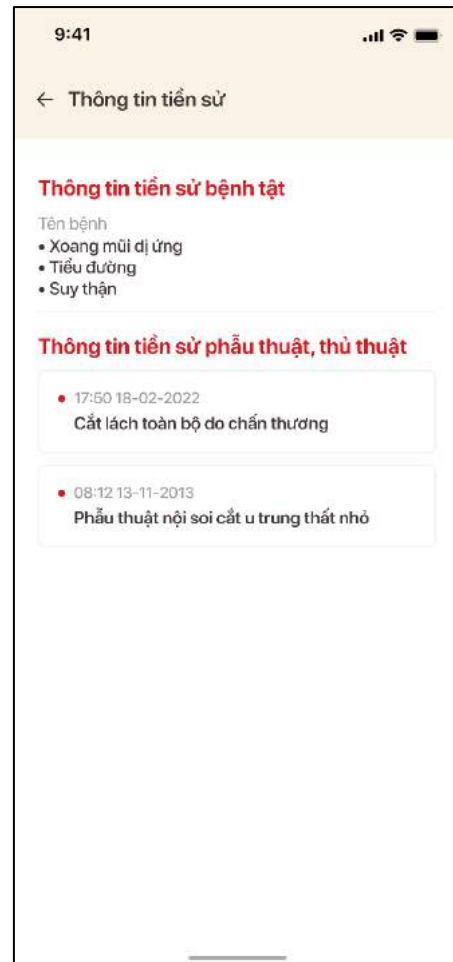 9:41
Thông tin tiền sử
Thông tin tiền sử bệnh tật
Tên bệnh
• Xoang mũi dị ứng
• Tiểu đường
• Suy thận
Thông tin tiền sử phẫu thuật, thủ thuật
• 17:50 18-02-2022
Cắt lách toàn bộ do chấn thương
• 08:12 13-11-2013
Phẫu thuật nội soi cắt u trung thất nhỏ